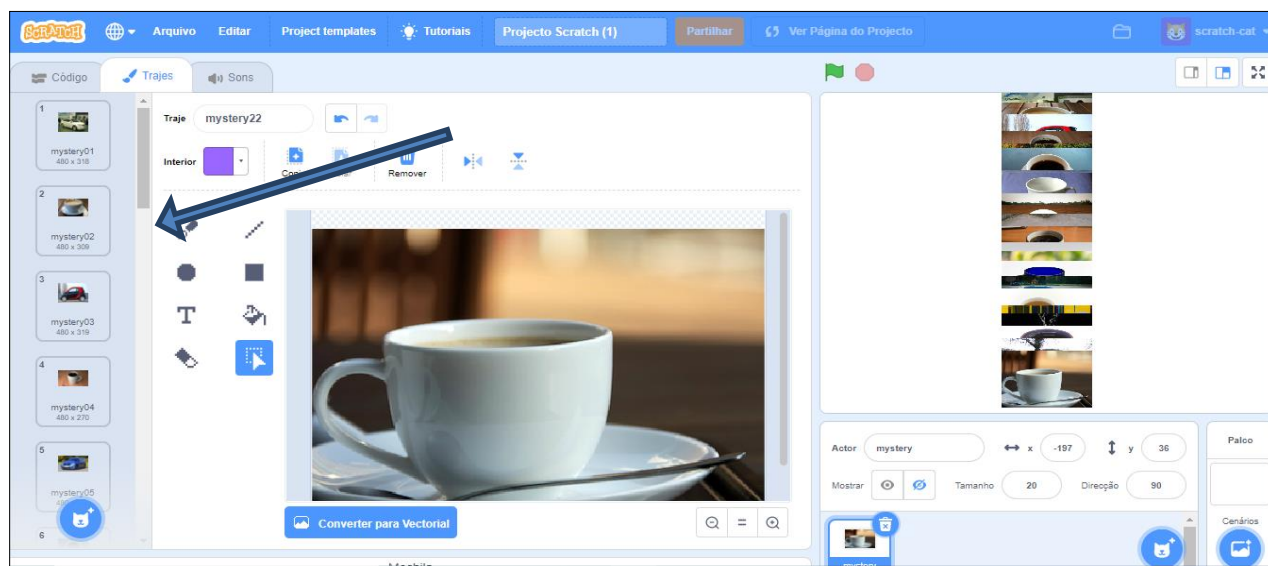 SCRATCH Arquivo Editar Project templates Tutoriais Projecto Scratch (1) Partilhar Ver Página do Projecto scratch-cat
Código Trajes Sons
1
mystery01
480 x 318
2
mystery02
480 x 309
3
mystery03
480 x 319
4
mystery04
480 x 270
5
mystery05
6
Traje mystery22
Interior
Remover
T
Converter para Vectorial
Actor mystery x -197 y 36
Mostrar Tamanho 20 Direcção 90
mystery
Palco
Cenários